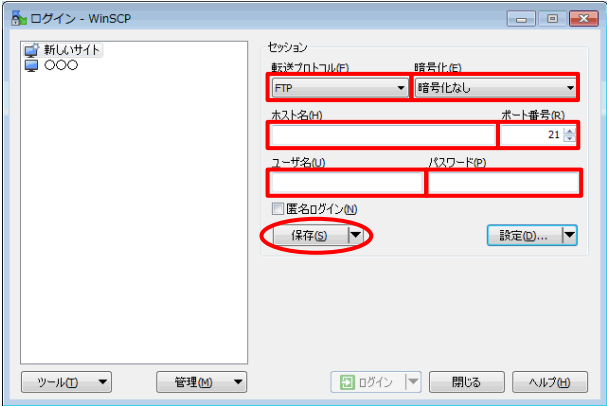 ログイン - WinSCP
新しいサイト
○○○
セッション
転送プロトコル(F) 暗号化(E)
FTP 暗号化なし
ホスト名(H) ポート番号(R)
21
ユーザ名(U) パスワード(P)
匿名ログイン(N)
保存(S) 設定(D)...
ツール(T) 管理(M) ログイン 閉じる ヘルプ(H)